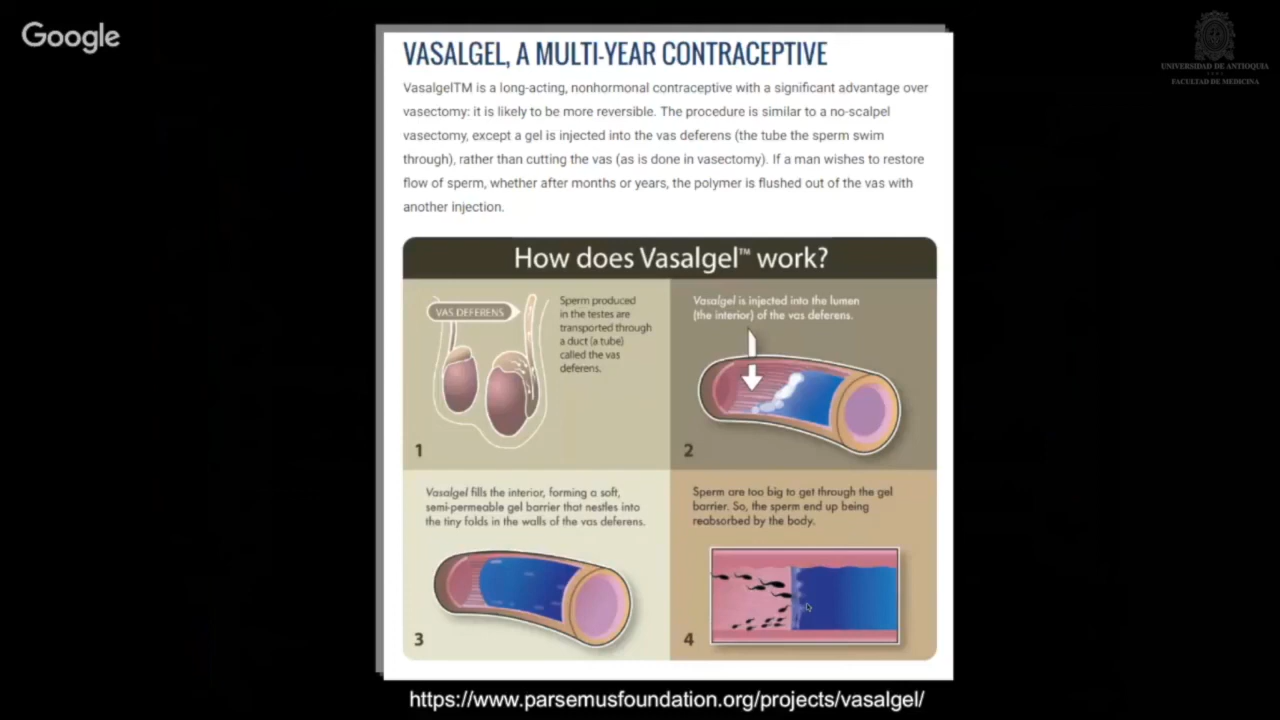 Google
UNIVERSIDAD DE ANTIOQUIA
1803
FACULTAD DE MEDICINA
VASALGEL, A MULTI-YEAR CONTRACEPTIVE
VasalgelTM is a long-acting, nonhormonal contraceptive with a significant advantage over
vasectomy: it is likely to be more reversible. The procedure is similar to a no-scalpel
vasectomy, except a gel is injected into the vas deferens (the tube the sperm swim
through), rather than cutting the vas (as is done in vasectomy). If a man wishes to restore
flow of sperm, whether after months or years, the polymer is flushed out of the vas with
another injection.
How does Vasalgel™ work?
VAS DEFERENS
Sperm produced
in the testes are
transported through
a duct (a tube)
called the vas
deferens.
1
Vasalgel is injected into the lumen
(the interior) of the vas deferens.
2
Vasalgel fills the interior, forming a soft,
semi-permeable gel barrier that nestles into
the tiny folds in the walls of the vas deferens.
3
Sperm are too big to get through the gel
barrier. So, the sperm end up being
reabsorbed by the body.
4
https://www.parsemusfoundation.org/projects/vasalgel/